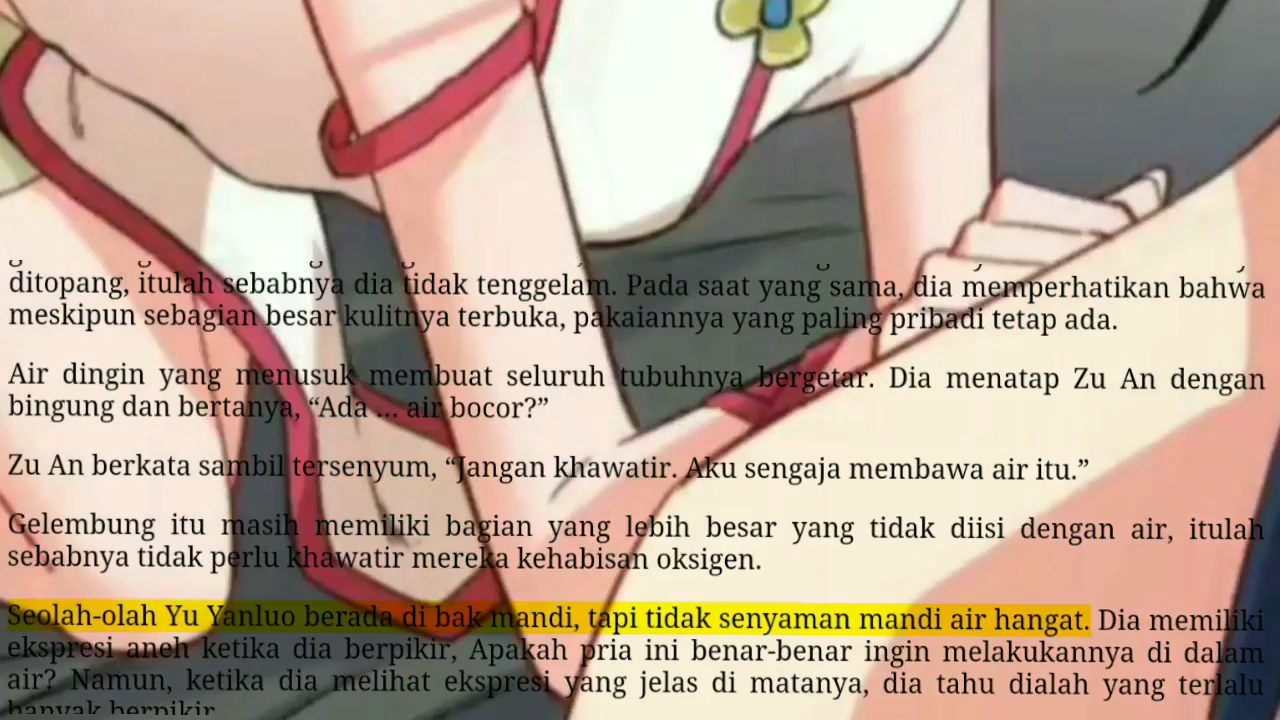 ditopang, itulah sebabnya dia tidak tenggelam. Pada saat yang sama, dia memperhatikan bahwa
meskipun sebagian besar kulitnya terbuka, pakaiannya yang paling pribadi tetap ada.
Air dingin yang menusuk membuat seluruh tubuhnya bergetar. Dia menatap Zu An dengan
bingung dan bertanya, “Ada ... air bocor?”
Zu An berkata sambil tersenyum, “Jangan khawatir. Aku sengaja membawa air itu.”
Gelembung itu masih memiliki bagian yang lebih besar yang tidak diisi dengan air, itulah
sebabnya tidak perlu khawatir mereka kehabisan oksigen.
Seolah-olah Yu Yanluo berada di bak mandi, tapi tidak senyaman mandi air hangat. Dia memiliki
ekspresi aneh ketika dia berpikir, Apakah pria ini benar-benar ingin melakukannya di dalam
air? Namun, ketika dia melihat ekspresi yang jelas di matanya, dia tahu dialah yang terlalu
banyak berpikir.